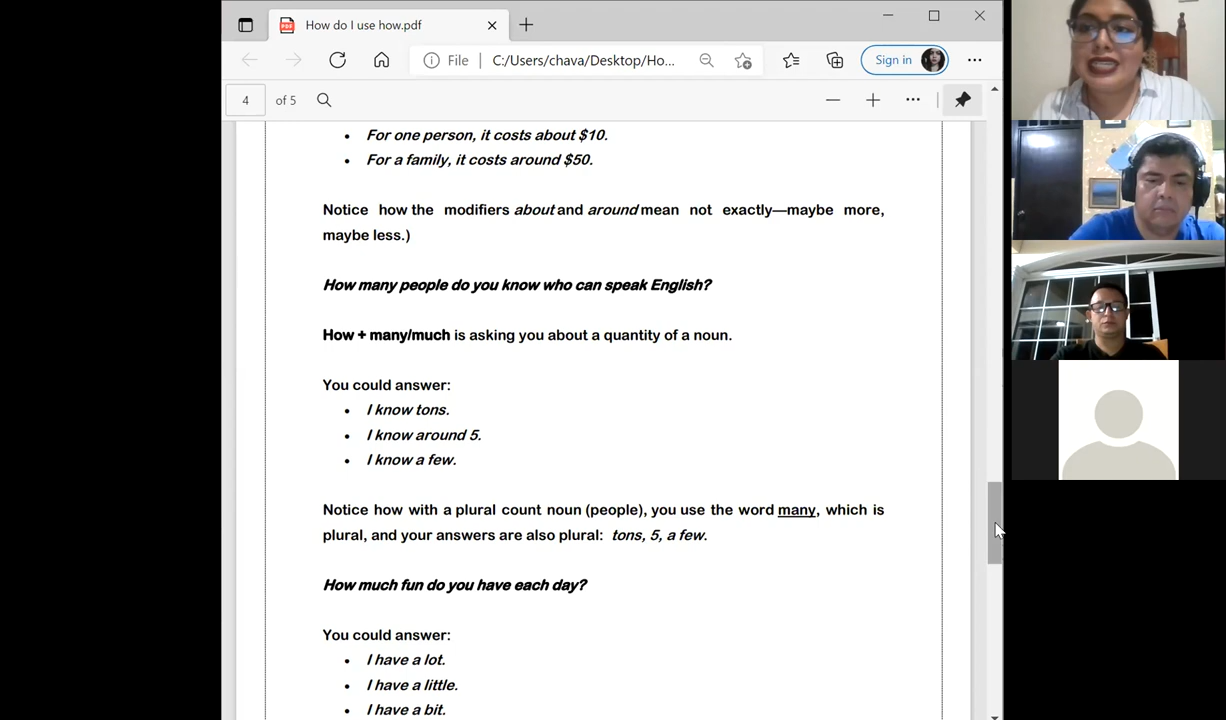 How do I use how.pdf
File | C:/Users/chava/Desktop/Ho...
Sign in
4 of 5
• For one person, it costs about $10.
• For a family, it costs around $50.
Notice how the modifiers about and around mean not exactly—maybe more,
maybe less.)
How many people do you know who can speak English?
How + many/much is asking you about a quantity of a noun.
You could answer:
• I know tons.
• I know around 5.
• I know a few.
Notice how with a plural count noun (people), you use the word many, which is
plural, and your answers are also plural: tons, 5, a few.
How much fun do you have each day?
You could answer:
• I have a lot.
• I have a little.
• I have a bit.